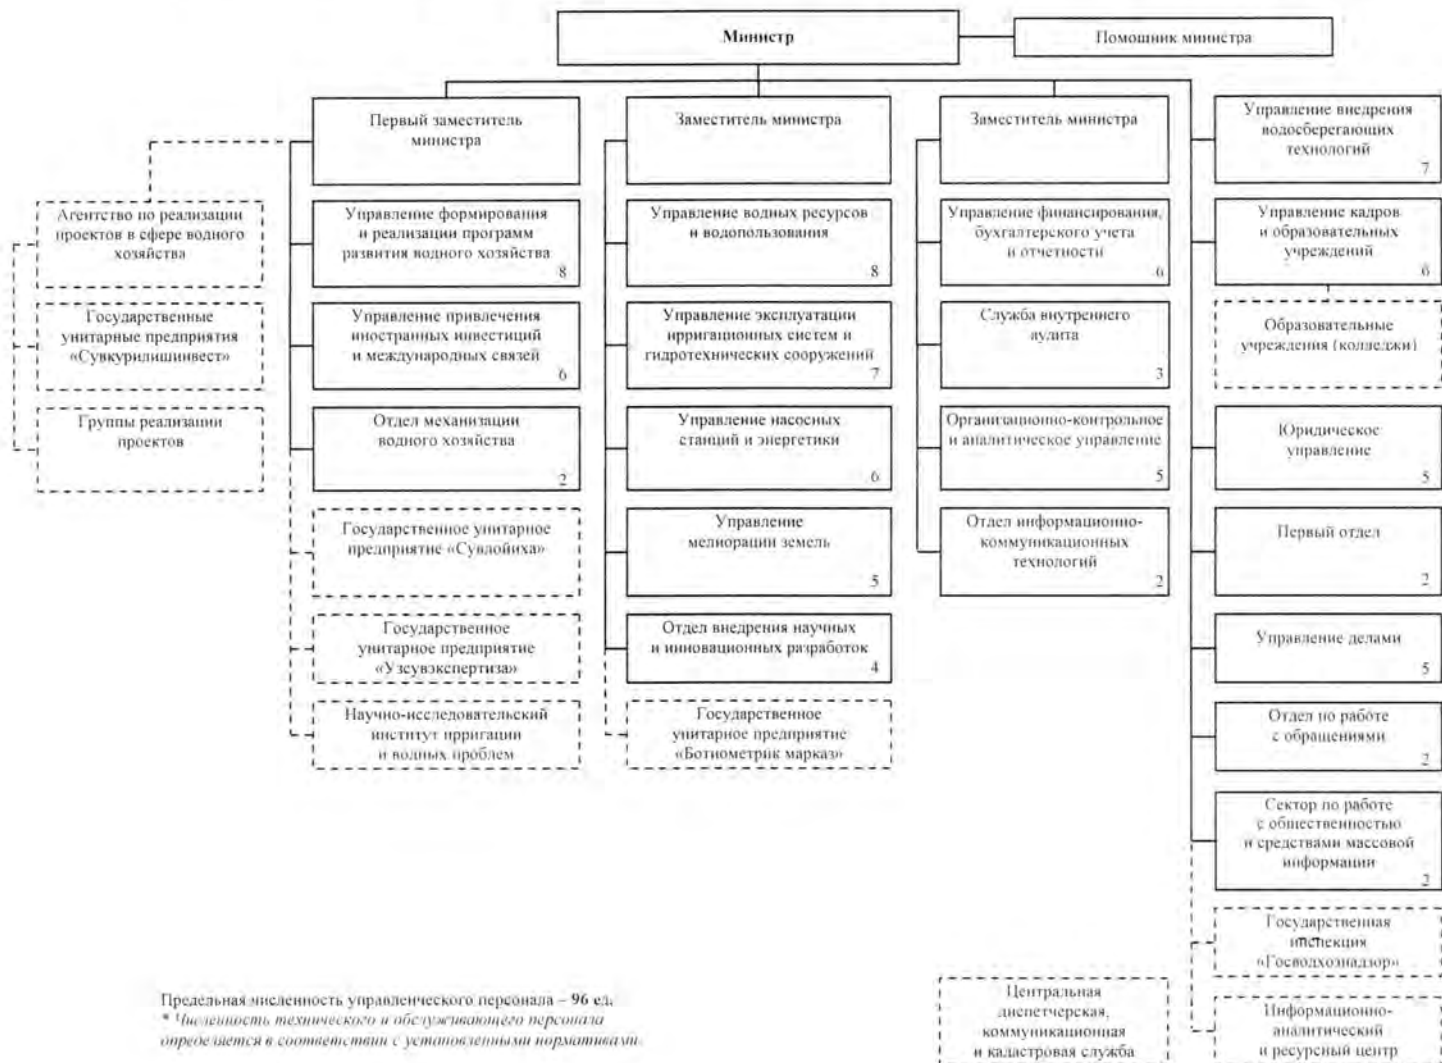 Министр
Помощник министра
Первый заместитель
министра
Заместитель министра
Заместитель министра
Управление внедрения
водосберегающих
технологий
7
Агентство по реализации
проектов в сфере водного
хозяйства
Управление формирования
и реализации программ
развития водного хозяйства
8
Управление водных ресурсов
и водопользования
8
Управление финансирования,
бухгалтерского учета
и отчетности
6
Управление кадров
и образовательных
учреждений
6
Государственные
унитарные предприятия
«Сувкурилишинвест»
Управление привлечения
иностранных инвестиций
и международных связей
6
Управление эксплуатации
ирригационных систем и
гидротехнических сооружений
7
Служба внутреннего
аудита
3
Образовательные
учреждения (колледжи)
Группы реализации
проектов
Отдел механизации
водного хозяйства
2
Управление насосных
станций и энергетики
6
Организационно-контрольное
и аналитическое управление
5
Юридическое
управление
5
Государственное унитарное
предприятие «Сувлойиха»
Управление
мелиорации земель
5
Отдел информационно-
коммуникационных
технологий
2
Первый отдел
2
Государственное
унитарное предприятие
«Узсувэкспертиза»
Отдел внедрения научных
и инновационных разработок
4
Управление делами
5
Научно-исследовательский
институт ирригации
и водных проблем
Государственное
унитарное предприятие
«Ботиометрик марказ»
Отдел по работе
с обращениями
2
Сектор по работе
с общественностью
и средствами массовой
информации
2
Государственная
инспекция
«Госводхознадзор»
Центральная
диспетчерская,
коммуникационная
и кадастровая служба
Информационно-
аналитический
и ресурсный центр
Предельная численность управленческого персонала – 96 ед.
* Численность технического и обслуживающего персонала
определяется в соответствии с установленными нормативами.